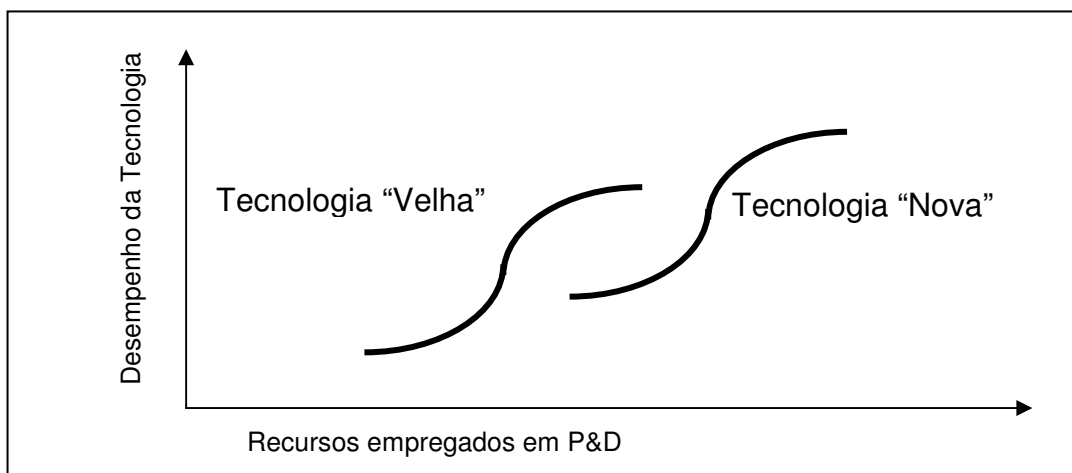 Desempenho da Tecnologia
Tecnologia “Velha”
Tecnologia “Nova”
Recursos empregados em P&D